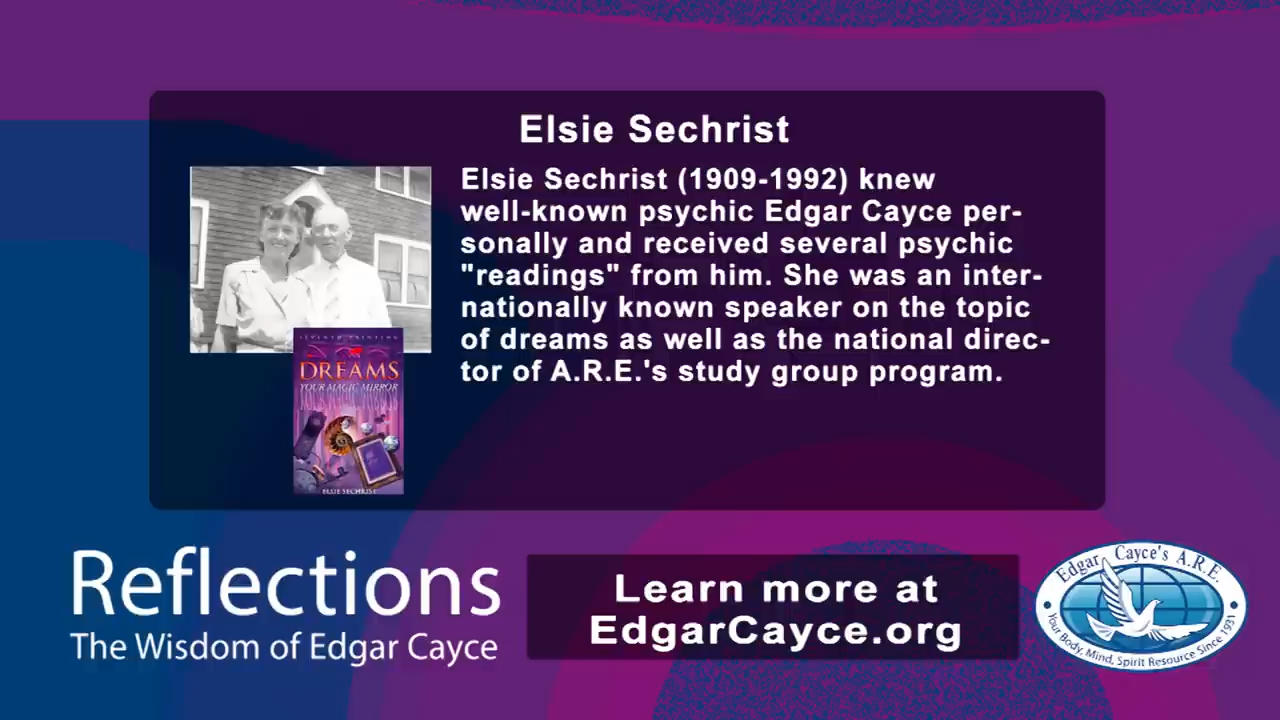 Elsie Sechrist
Elsie Sechrist (1909-1992) knew
well-known psychic Edgar Cayce per-
sonally and received several psychic
"readings" from him. She was an inter-
nationally known speaker on the topic
of dreams as well as the national direc-
tor of A.R.E.'s study group program.
SEVENTH PRINTING
DREAMS
YOUR MAGIC MIRROR
ELSIE SECHRIST
Reflections
The Wisdom of Edgar Cayce
Learn more at
EdgarCayce.org
Edgar Cayce's A.R.E.
Your Body, Mind, Spirit Resource Since 1931